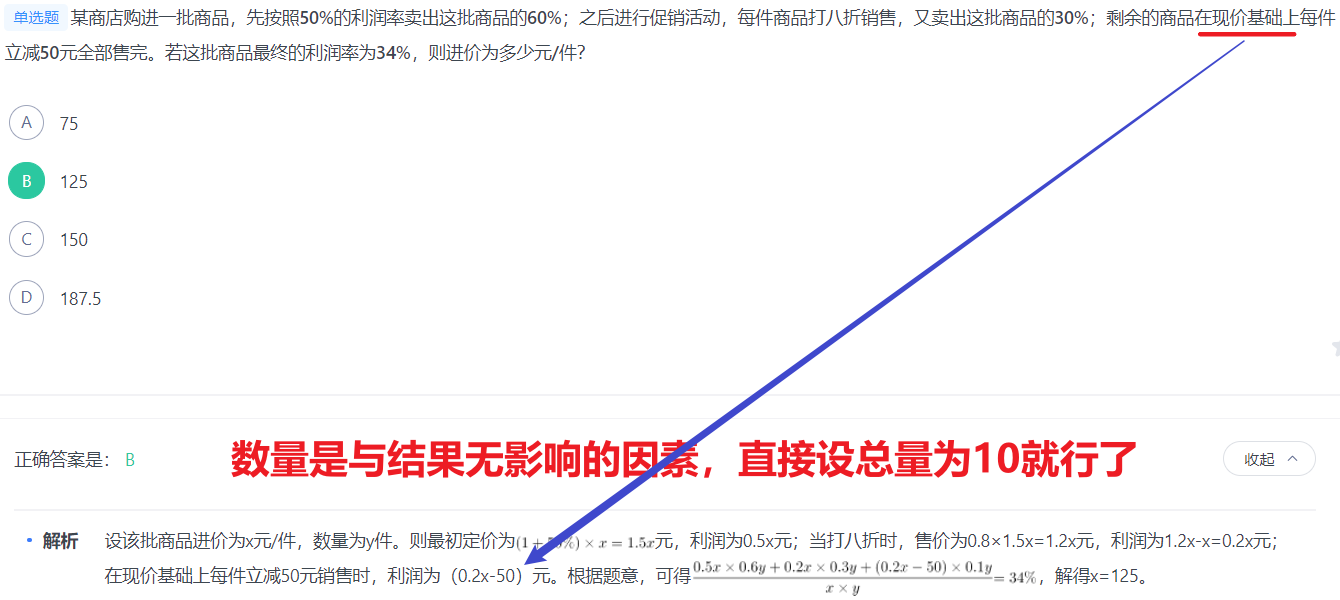 单选题 某商店购进一批商品，先按照50%的利润率卖出这批商品的60%；之后进行促销活动，每件商品打八折销售，又卖出这批商品的30%；剩余的商品在现价基础上每件
立减50元全部售完。若这批商品最终的利润率为34%，则进价为多少元/件？
A 75
B 125
C 150
D 187.5
正确答案是： B
数量是与结果无影响的因素，直接设总量为10就行了
收起
解析 设该批商品进价为x元/件，数量为y件。则最初定价为(1+50%)×x=1.5x元，利润为0.5x元；当打八折时，售价为0.8×1.5x=1.2x元，利润为1.2x-x=0.2x元；
在现价基础上每件立减50元销售时，利润为（0.2x-50）元。根据题意，可得 (0.5x×0.6y+0.2x×0.3y+(0.2x-50)×0.1y)/(x×y)=34%，解得x=125。